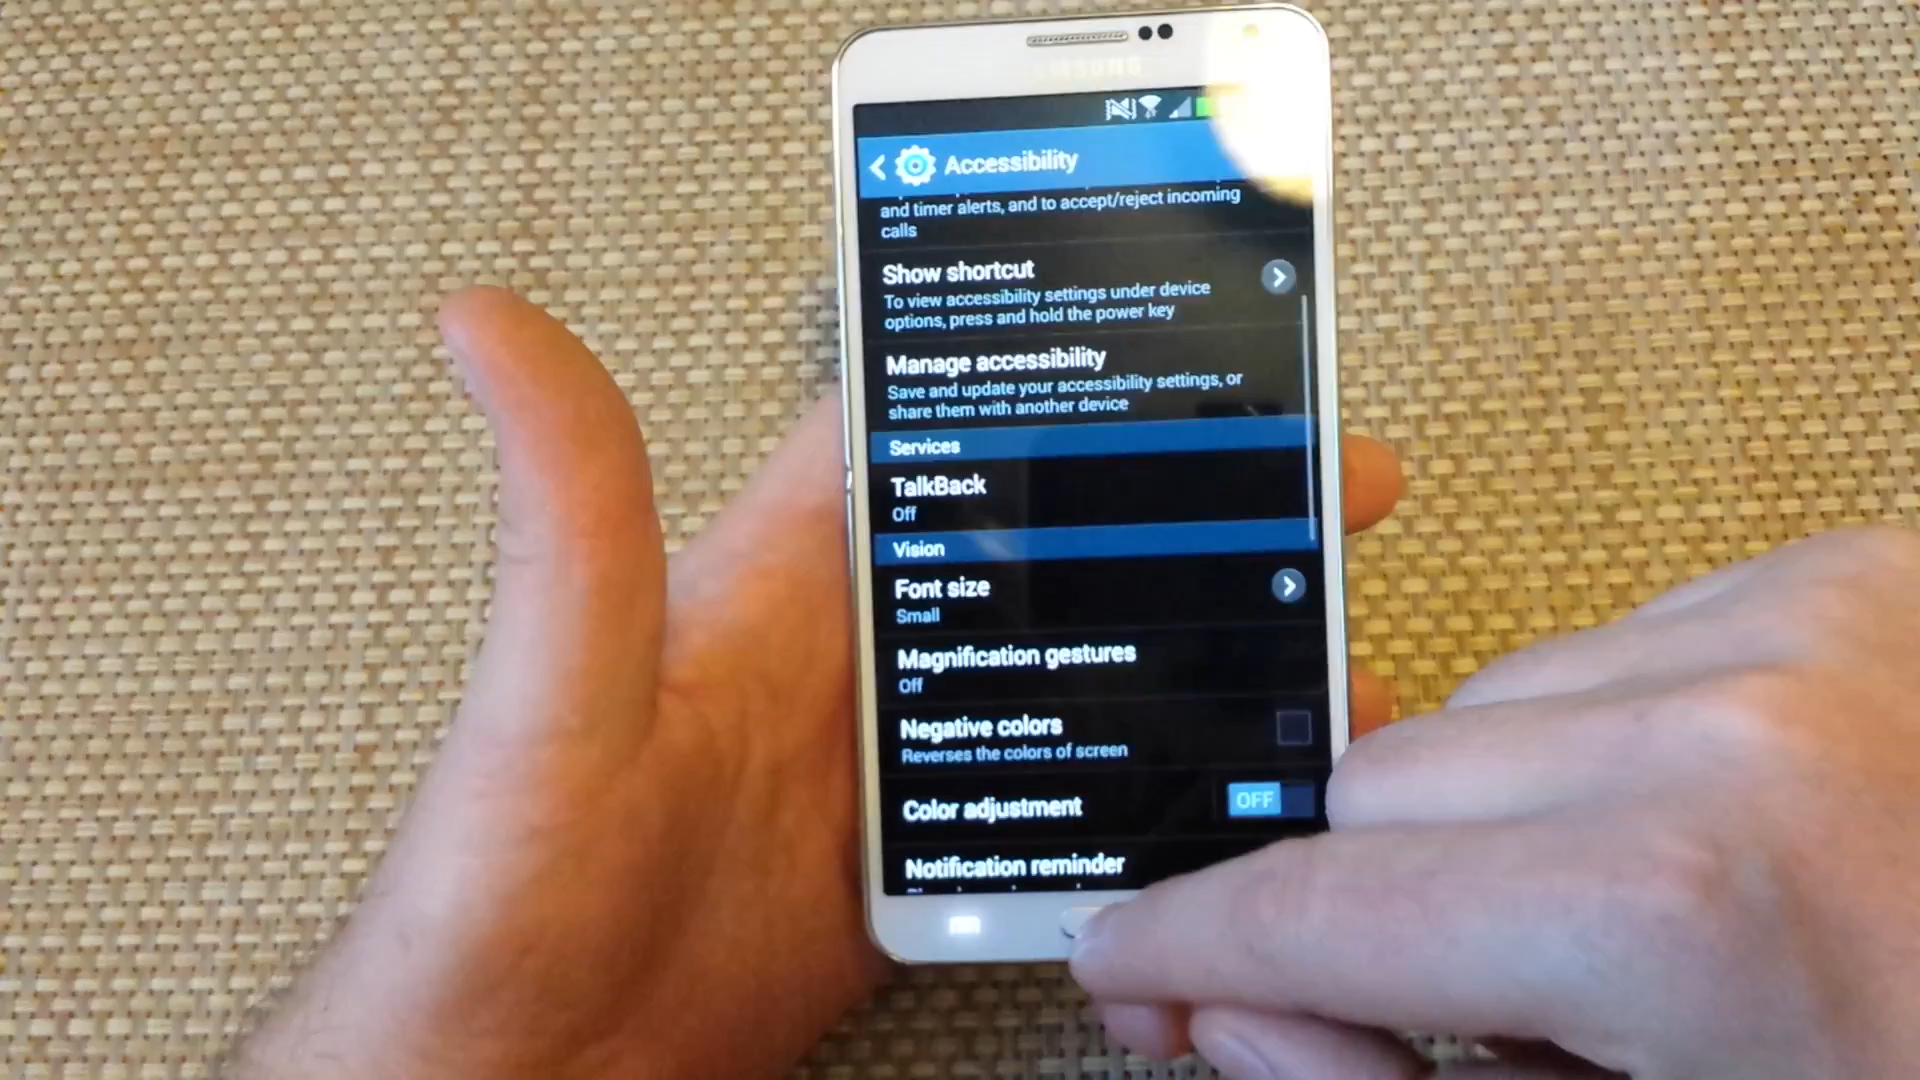 SAMSUNG
Accessibility
and timer alerts, and to accept/reject incoming
calls
Show shortcut
To view accessibility settings under device
options, press and hold the power key
Manage accessibility
Save and update your accessibility settings, or
share them with another device
Services
TalkBack
Off
Vision
Font size
Small
Magnification gestures
Off
Negative colors
Reverses the colors of screen
Color adjustment
OFF
Notification reminder